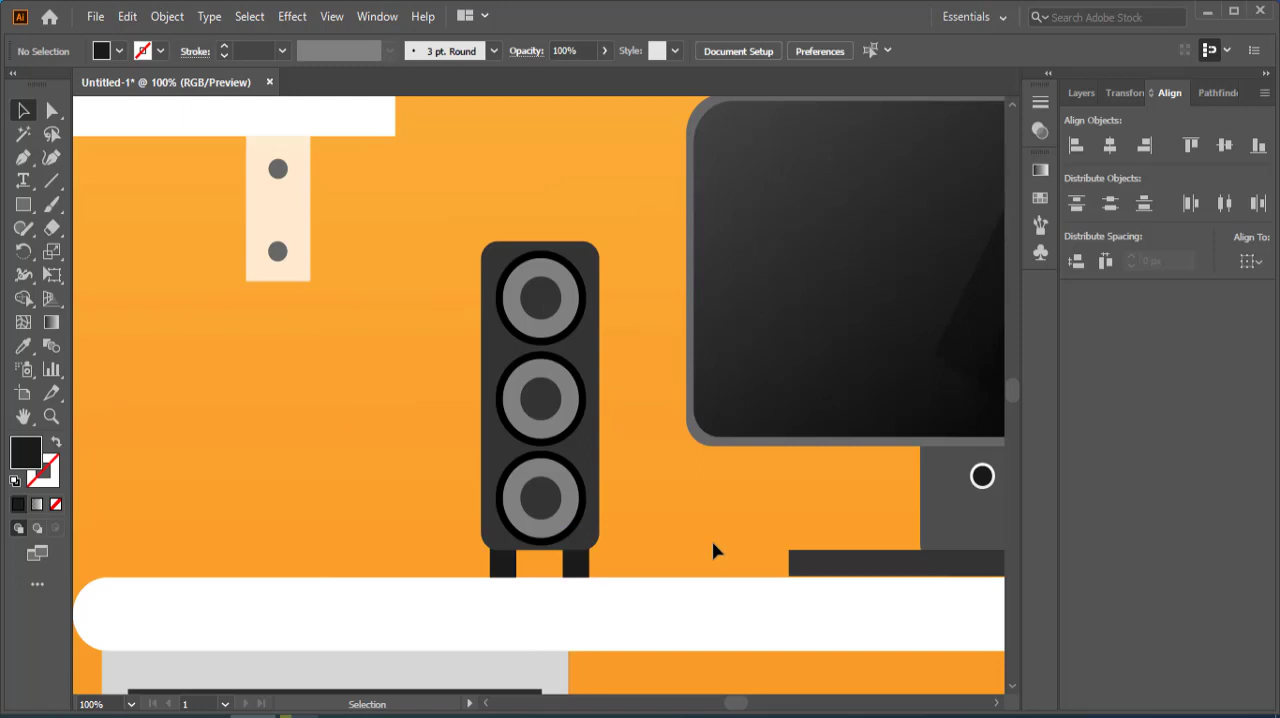 Ai File Edit Object Type Select Effect View Window Help Essentials Search Adobe Stock
No Selection Stroke: 3 pt. Round Opacity: 100% Style: Document Setup Preferences
Untitled-1* @ 100% (RGB/Preview)
Layers Transforn Align Pathfinde
Align Objects:
Distribute Objects:
Distribute Spacing: Align To:
0 px
100% 1 Selection